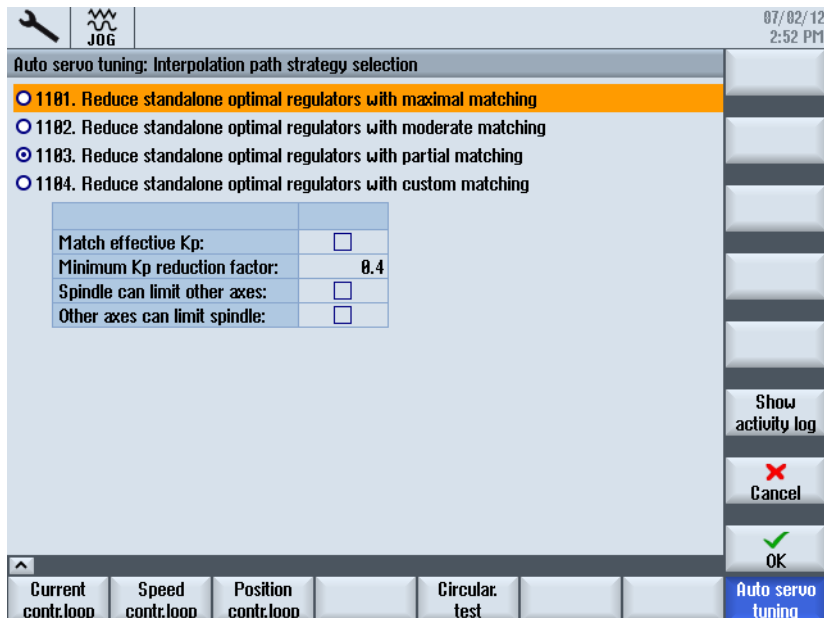 JOG
07/02/12
2:52 PM
Auto servo tuning: Interpolation path strategy selection
1101. Reduce standalone optimal regulators with maximal matching
1102. Reduce standalone optimal regulators with moderate matching
1103. Reduce standalone optimal regulators with partial matching
1104. Reduce standalone optimal regulators with custom matching
Match effective Kp:
Minimum Kp reduction factor: 0.4
Spindle can limit other axes:
Other axes can limit spindle:
Show
activity log
Cancel
OK
Current
contr.loop
Speed
contr.loop
Position
contr.loop
Circular.
test
Auto servo
tuning